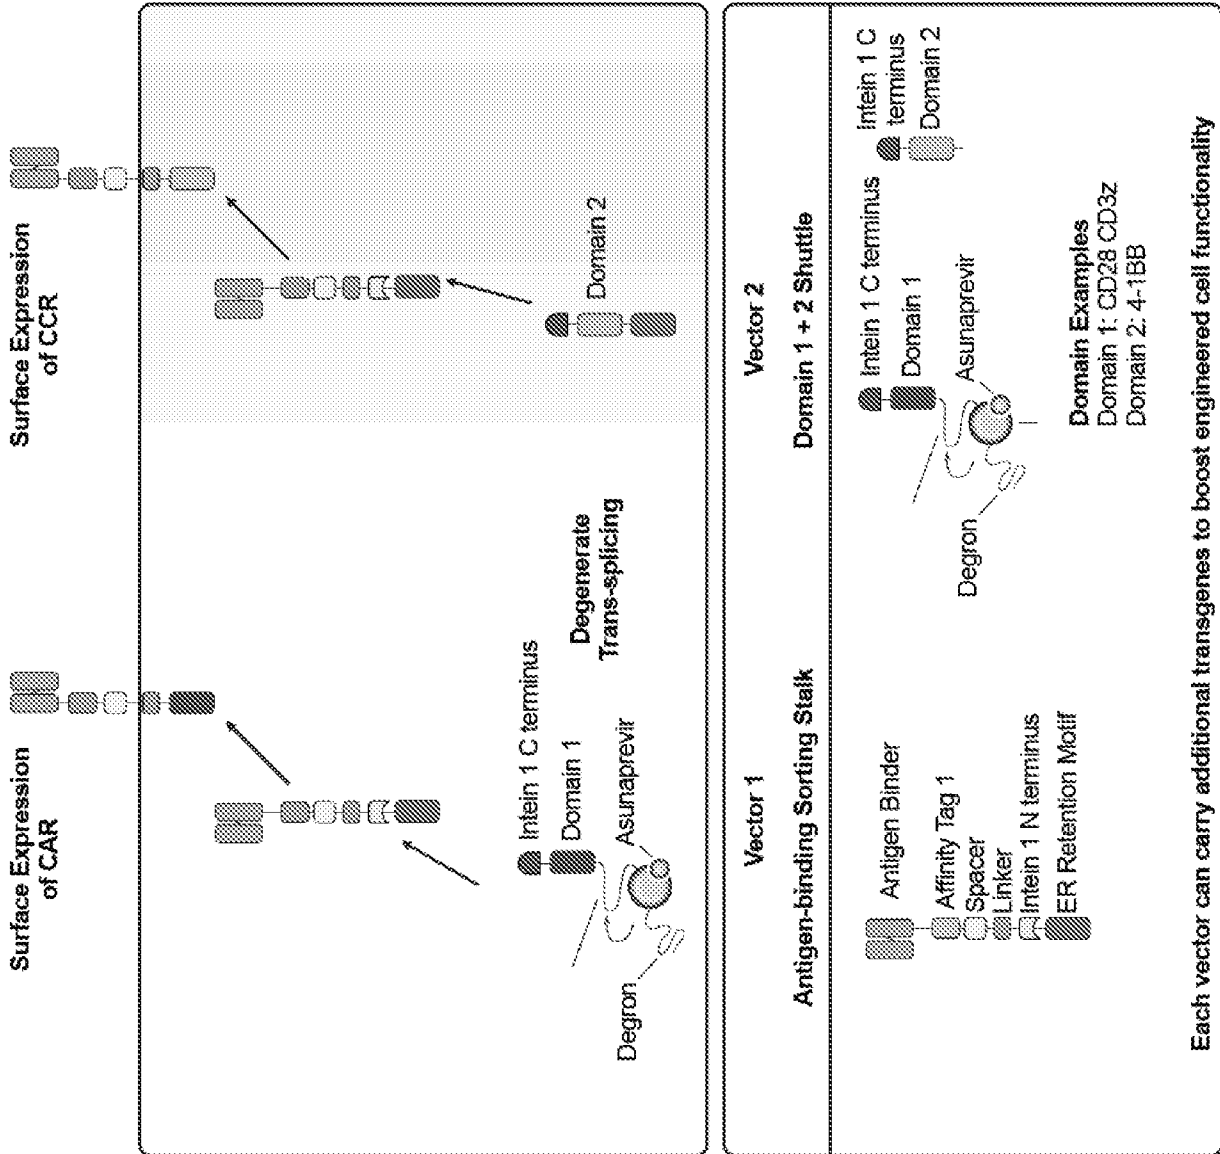 Surface Expression
of CAR
Surface Expression
of CCR
Intein 1 C terminus
Domain 1
Asunaprevir
Degron
Degenerate
Trans-splicing
Domain 2
Vector 1
Antigen-binding Sorting Stalk
Antigen Binder
Affinity Tag 1
Spacer
Linker
Intein 1 N terminus
ER Retention Motif
Vector 2
Domain 1 + 2 Shuttle
Intein 1 C terminus
Domain 1
Asunaprevir
Degron
Intein 1 C
terminus
Domain 2
Domain Examples
Domain 1: CD28 CD3z
Domain 2: 4-1BB
Each vector can carry additional transgenes to boost engineered cell functionality